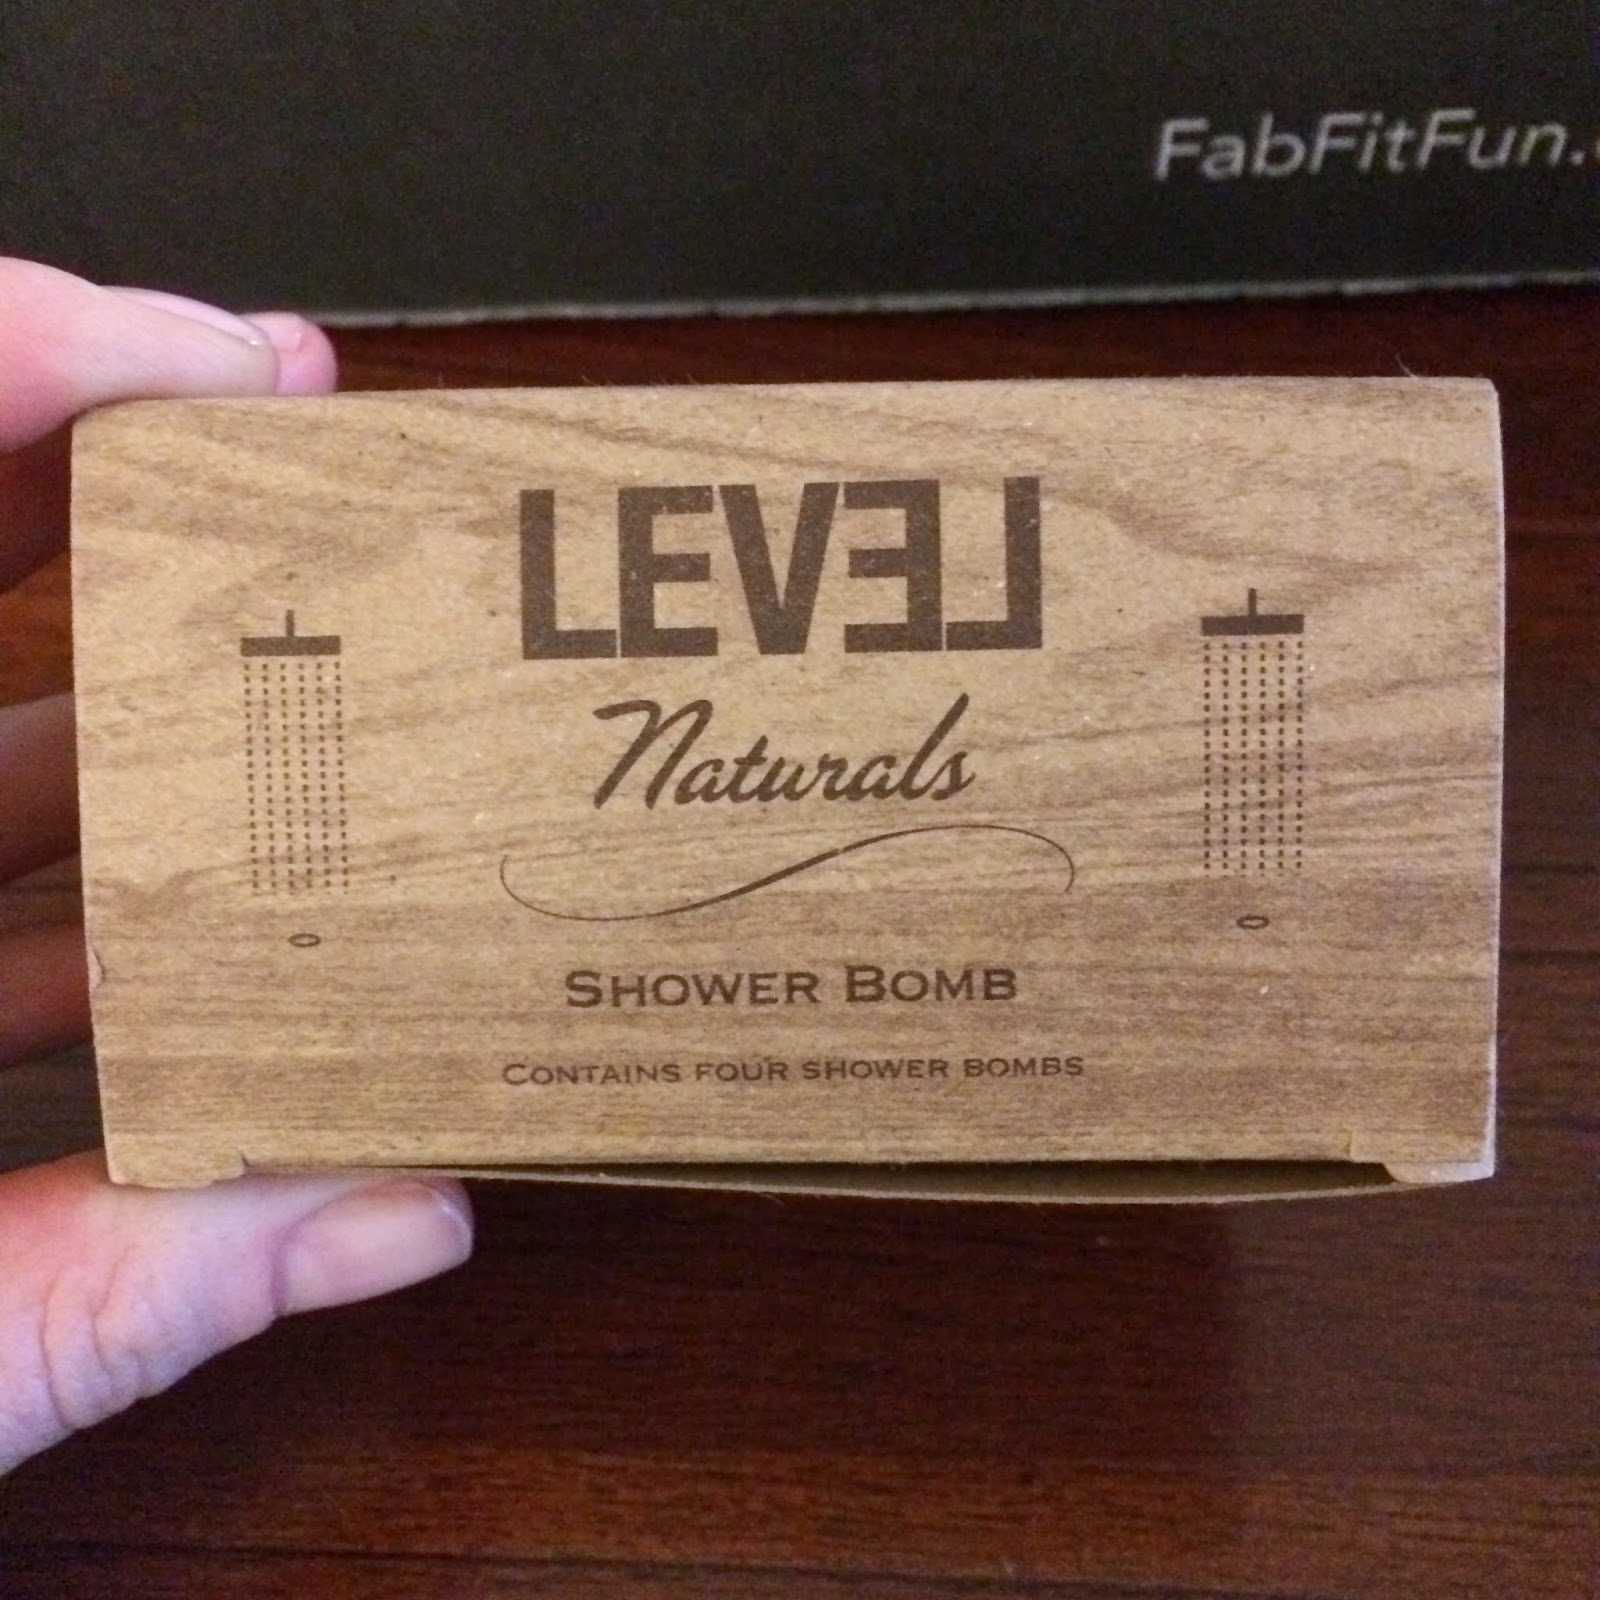 FabFitFun.
LEVEL
Naturals
SHOWER BOMB
CONTAINS FOUR SHOWER BOMBS